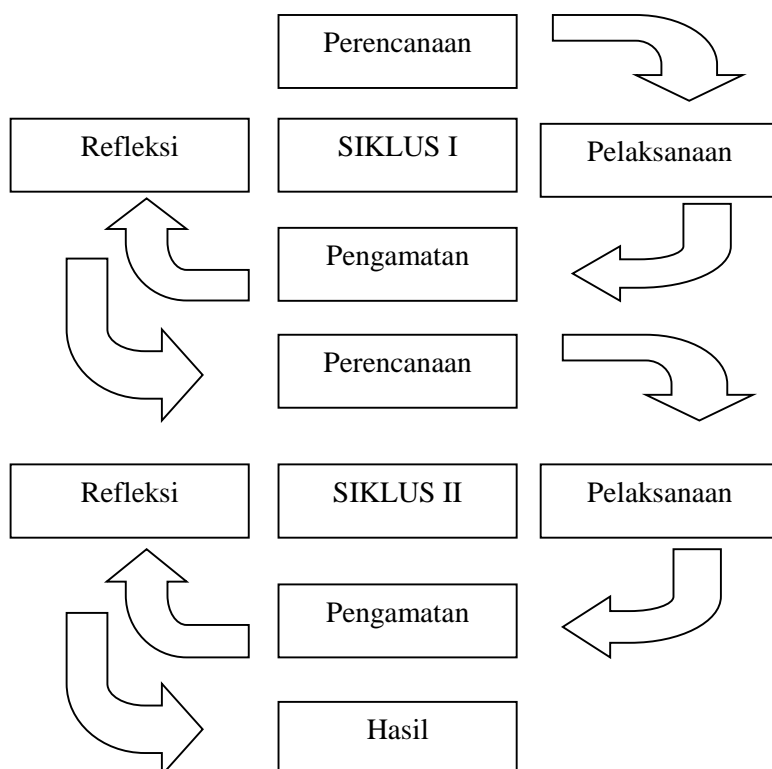 Perencanaan
Refleksi
SIKLUS I
Pelaksanaan
Pengamatan
Perencanaan
Refleksi
SIKLUS II
Pelaksanaan
Pengamatan
Hasil